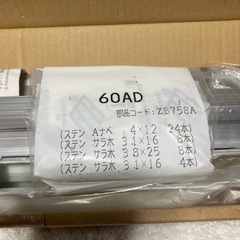 60AD
部品コード：ZB758A
(ステン Aナベ 4×12 24本)
(ステン サラホ 3.1×16 8本)
(ステン サラホ 3.8×25 8本)
(ステン サラホ 3.1×16 4本)